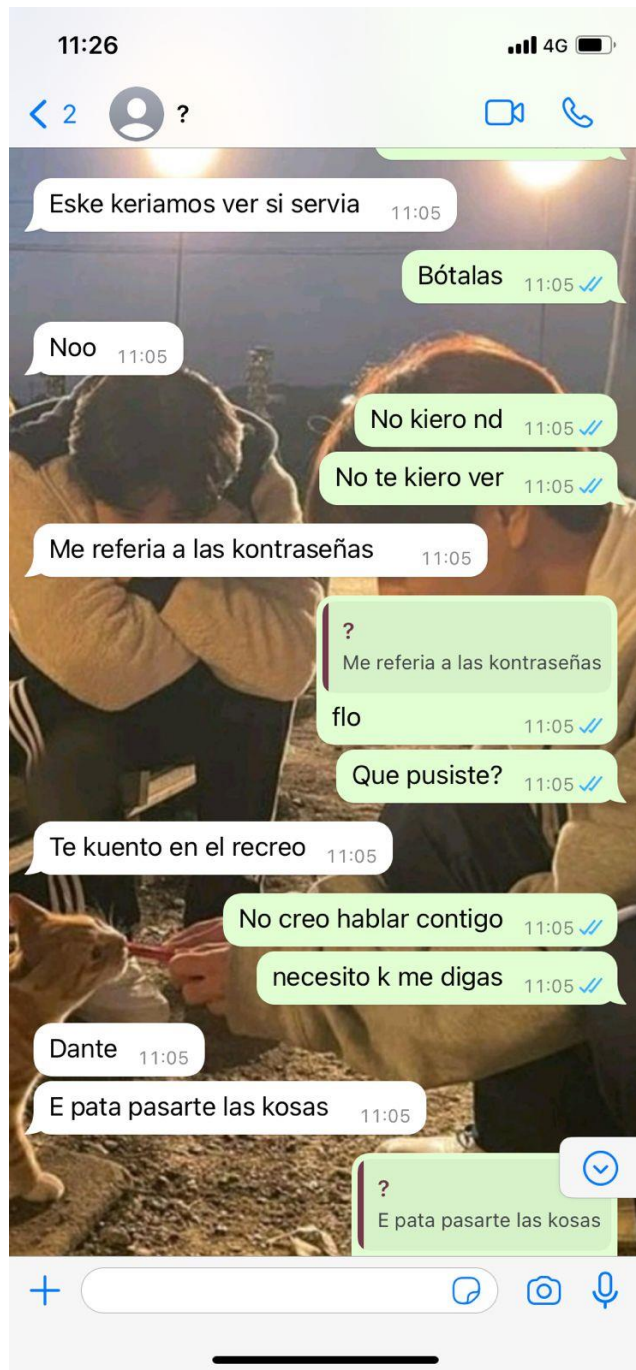 11:26
4G
2
?
Eske keriamos ver si servia 11:05
Bótalas 11:05
Noo 11:05
No kiero nd 11:05
No te kiero ver 11:05
Me referia a las kontraseñas 11:05
?
Me referia a las kontraseñas
flo 11:05
Que pusiste? 11:05
Te kuento en el recreo 11:05
No creo hablar contigo 11:05
necesito k me digas 11:05
Dante 11:05
E pata pasarte las kosas 11:05
?
E pata pasarte las kosas